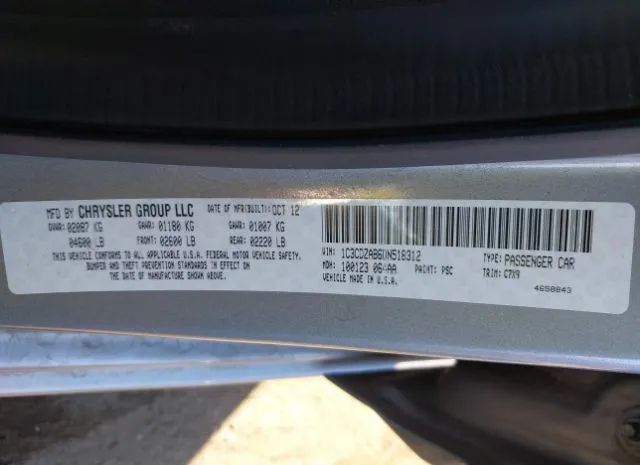 MFD BY CHRYSLER GROUP LLC DATE OF MFR(BUILT): OCT 12
GVWR: 02087 KG GAWR: 01180 KG GAWR: 01007 KG
04600 LB FRONT: 02600 LB REAR: 02220 LB
THIS VEHICLE CONFORMS TO ALL APPLICABLE U.S.A. FEDERAL MOTOR VEHICLE SAFETY,
BUMPER AND THEFT PREVENTION STANDARDS IN EFFECT ON
THE DATE OF MANUFACTURE SHOWN ABOVE.
VIN: TYPE: PASSENGER CAR
MDH: 100123 064AA PAINT: PSC TRIM: C7X9
VEHICLE MADE IN U.S.A.
4658843